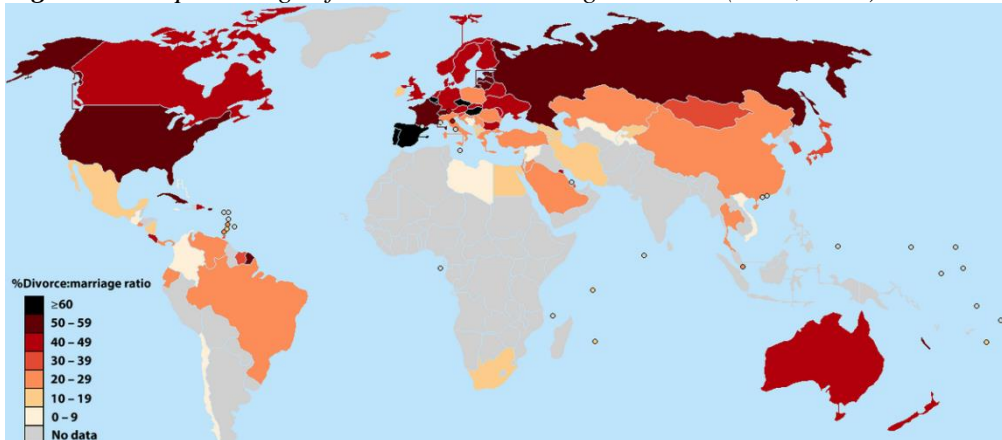 %Divorce:marriage ratio
≥60
50 – 59
40 – 49
30 – 39
20 – 29
10 – 19
0 – 9
No data